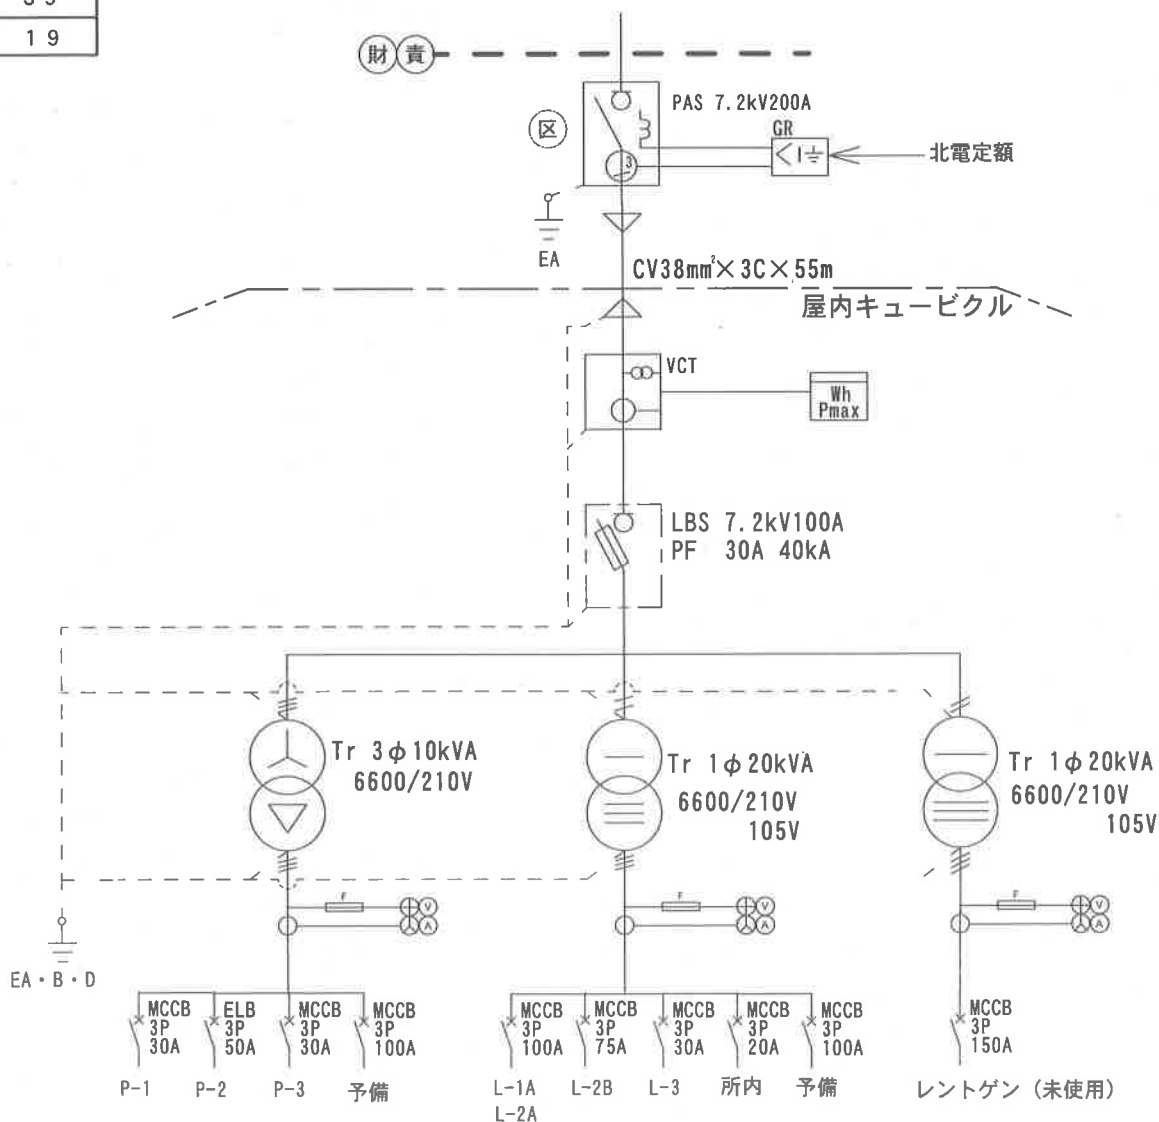 19
財 責
PAS 7.2kV200A
区
GR
北電定額
3
EA
CV38mm²×3C×55m
屋内キュービクル
VCT
Wh
Pmax
LBS 7.2kV100A
PF 30A 40kA
Tr 3φ10kVA
6600/210V
Tr 1φ20kVA
6600/210V
105V
Tr 1φ20kVA
6600/210V
105V
F
V
A
F
V
A
F
V
A
EA・B・D
MCCB
3P
30A
ELB
3P
50A
MCCB
3P
30A
MCCB
3P
100A
MCCB
3P
100A
MCCB
3P
75A
MCCB
3P
30A
MCCB
3P
20A
MCCB
3P
100A
MCCB
3P
150A
P-1
P-2
P-3
予備
L-1A
L-2A
L-2B
L-3
所内
予備
レントゲン（未使用）